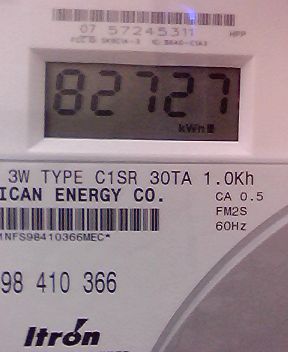 07 57245311
HPP
82727
kWh
3W TYPE C1SR 30TA 1.0Kh
ICAN ENERGY CO.
CA 0.5
FM2S
60Hz
1NFS98410366MEC*
98 410 366
Itron